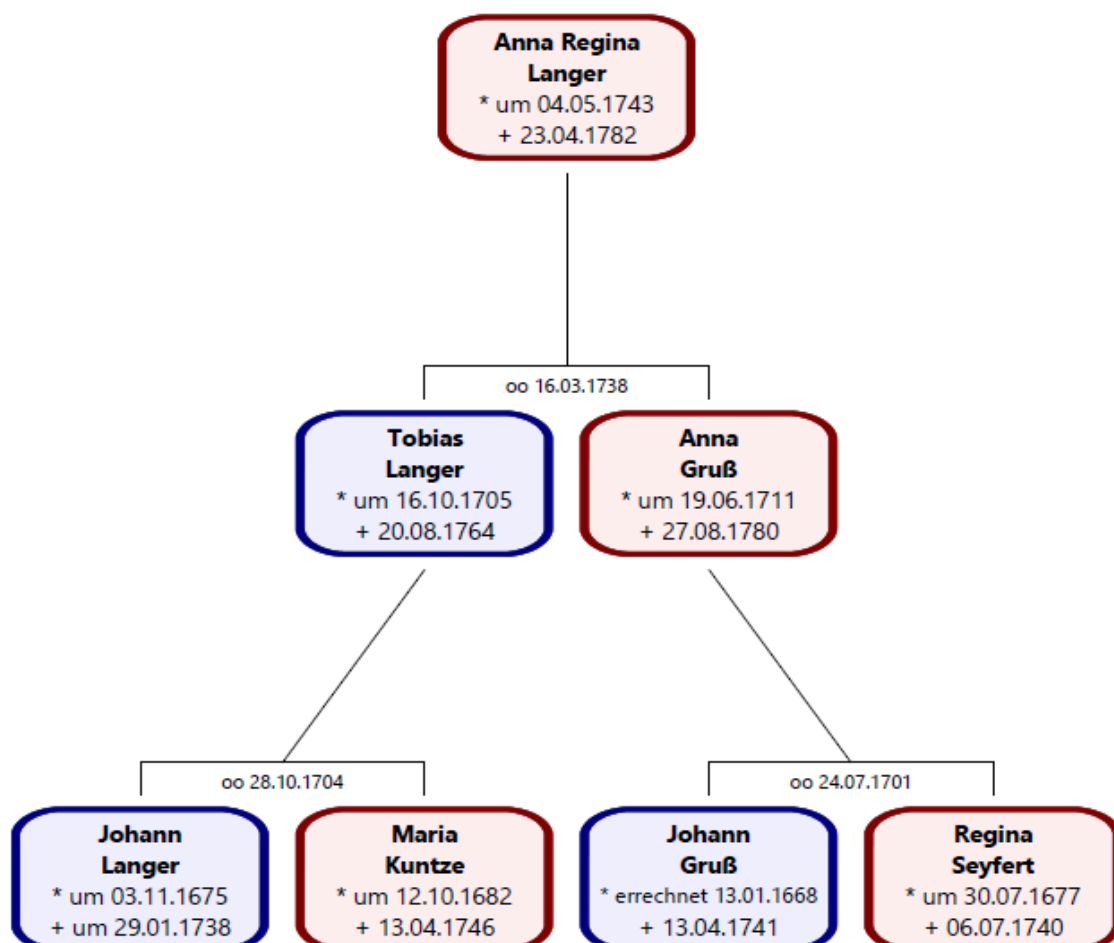 Anna Regina
Langer
* um 04.05.1743
+ 23.04.1782
oo 16.03.1738
Tobias
Langer
* um 16.10.1705
+ 20.08.1764
Anna
Gruß
* um 19.06.1711
+ 27.08.1780
oo 28.10.1704
oo 24.07.1701
Johann
Langer
* um 03.11.1675
+ um 29.01.1738
Maria
Kuntze
* um 12.10.1682
+ 13.04.1746
Johann
Gruß
* errechnet 13.01.1668
+ 13.04.1741
Regina
Seyfert
* um 30.07.1677
+ 06.07.1740